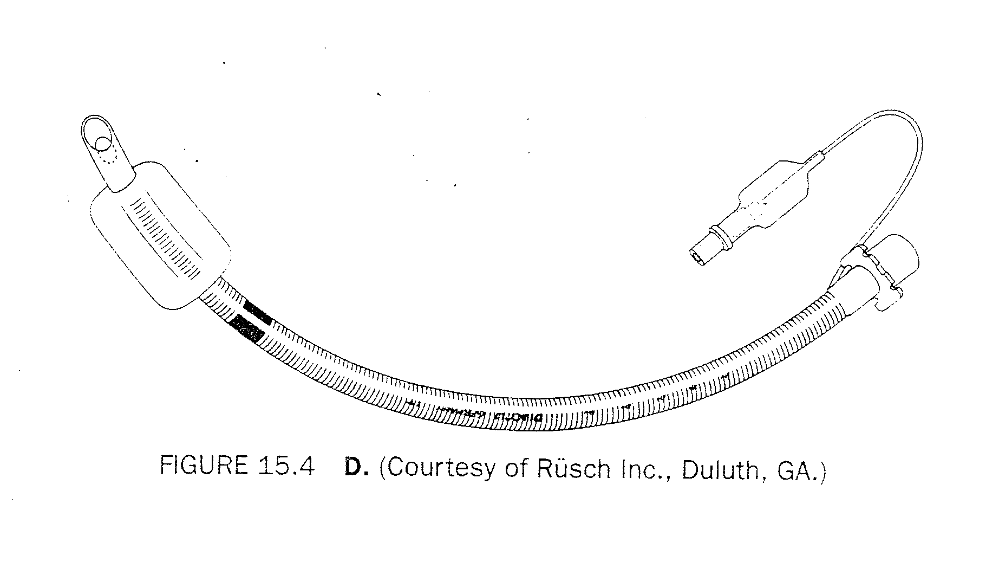 FIGURE 15.4 D. (Courtesy of Rüsch Inc., Duluth, GA.)